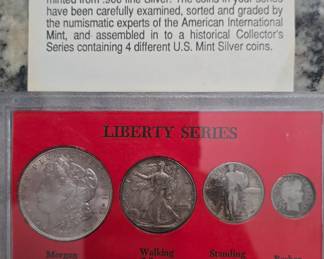 minted from .900 fine Silver. The coins in your series
have been carefully examined, sorted and graded by
the numismatic experts of the American International
Mint, and assembled in to a historical Collector's
Series containing 4 different U.S. Mint Silver coins.
LIBERTY SERIES
Morgan
Walking
Standing
Barber